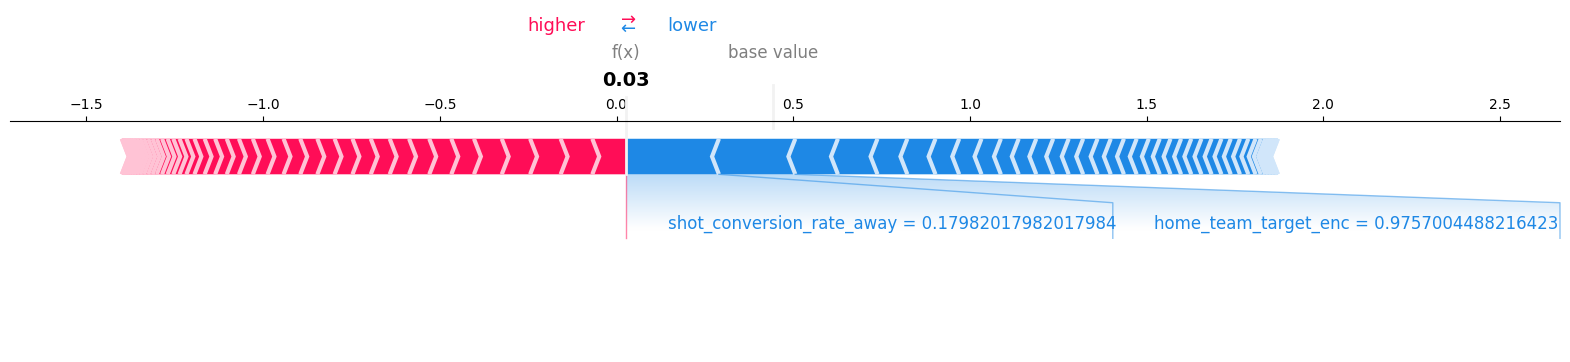 higher ⇄ lower
f(x) base value
0.03
−1.5 −1.0 −0.5 0.0 0.5 1.0 1.5 2.0 2.5
shot_conversion_rate_away = 0.17982017982017984 home_team_target_enc = 0.9757004488216423